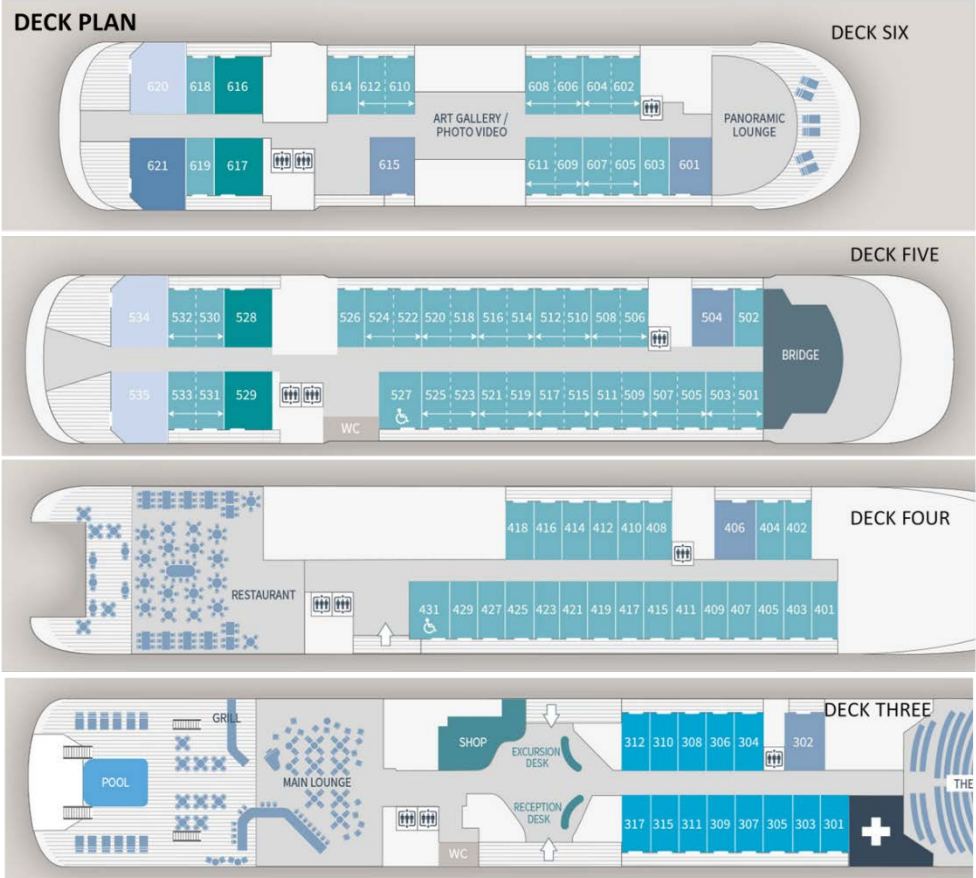 DECK PLAN
DECK SIX
620 618 616 614 612 610 608 606 604 602
ART GALLERY /
PHOTO VIDEO
PANORAMIC
LOUNGE
621 619 617 615 611 609 607 605 603 601
DECK FIVE
534 532 530 528 526 524 522 520 518 516 514 512 510 508 506 504 502
BRIDGE
535 533 531 529 527 525 523 521 519 517 515 511 509 507 505 503 501
WC
DECK FOUR
418 416 414 412 410 408 406 404 402
RESTAURANT
431 429 427 425 423 421 419 417 415 411 409 407 405 403 401
DECK THREE
GRILL
SHOP
312 310 308 306 304 302
EXCURSION
DESK
POOL
MAIN LOUNGE
THE
RECEPTION
DESK
317 315 311 309 307 305 303 301
WC